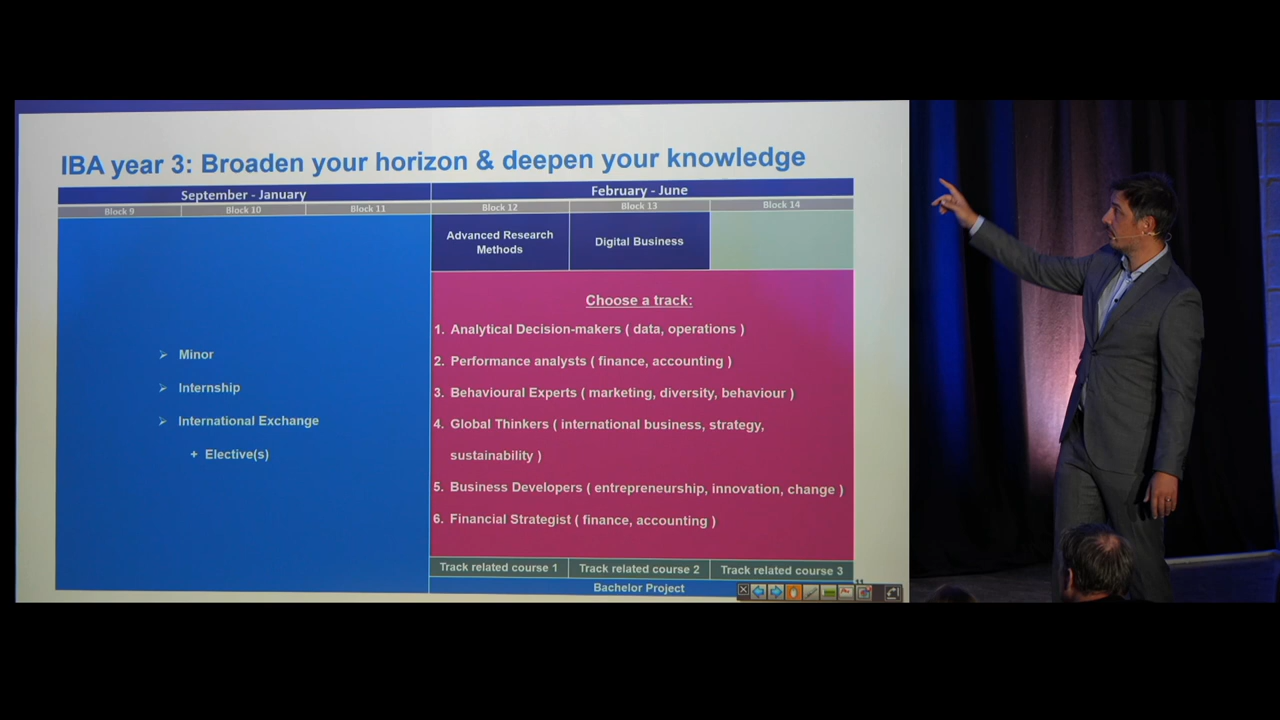 IBA year 3: Broaden your horizon & deepen your knowledge
September - January
February - June
Block 9
Block 10
Block 11
Block 12
Block 13
Block 14
Advanced Research
Methods
Digital Business
➢ Minor
➢ Internship
➢ International Exchange
+ Elective(s)
Choose a track:
1. Analytical Decision-makers ( data, operations )
2. Performance analysts ( finance, accounting )
3. Behavioural Experts ( marketing, diversity, behaviour )
4. Global Thinkers ( international business, strategy,
sustainability )
5. Business Developers ( entrepreneurship, innovation, change )
6. Financial Strategist ( finance, accounting )
Track related course 1
Track related course 2
Track related course 3
Bachelor Project
11